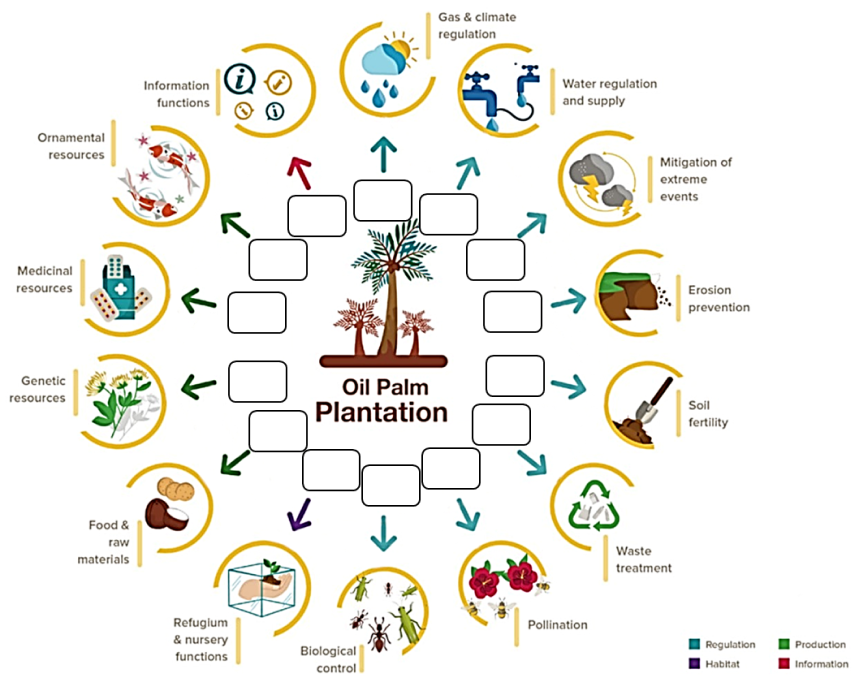 Gas & climate
regulation
Information
functions
Water regulation
and supply
Ornamental
resources
Mitigation of
extreme
events
Medicinal
resources
Erosion
prevention
Genetic
resources
Oil Palm
Plantation
Soil
fertility
Food &
raw
materials
Waste
treatment
Refugium
& nursery
functions
Biological
control
Pollination
Regulation
Production
Habitat
Information